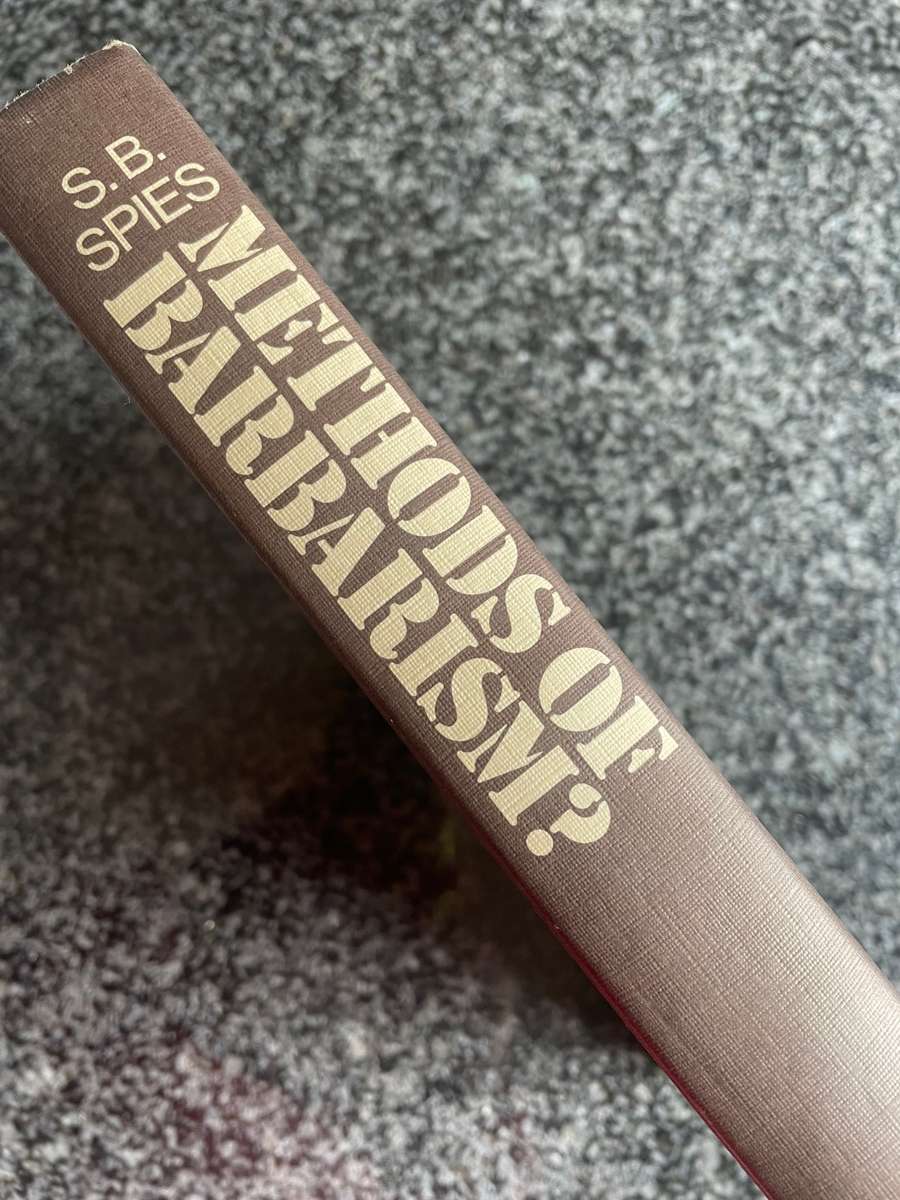 S. B.
SPIES
METHODS OF
BARBARISM?